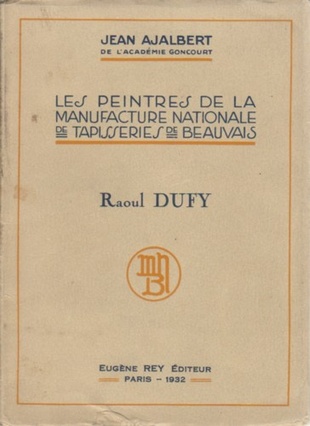 JEAN AJALBERT
DE L'ACADÉMIE GONCOURT
LES PEINTRES DE LA
MANUFACTURE NATIONALE
DE TAPISSERIES DE BEAUVAIS
Raoul DUFY
mn
B
EUGÈNE REY ÉDITEUR
PARIS - 1932